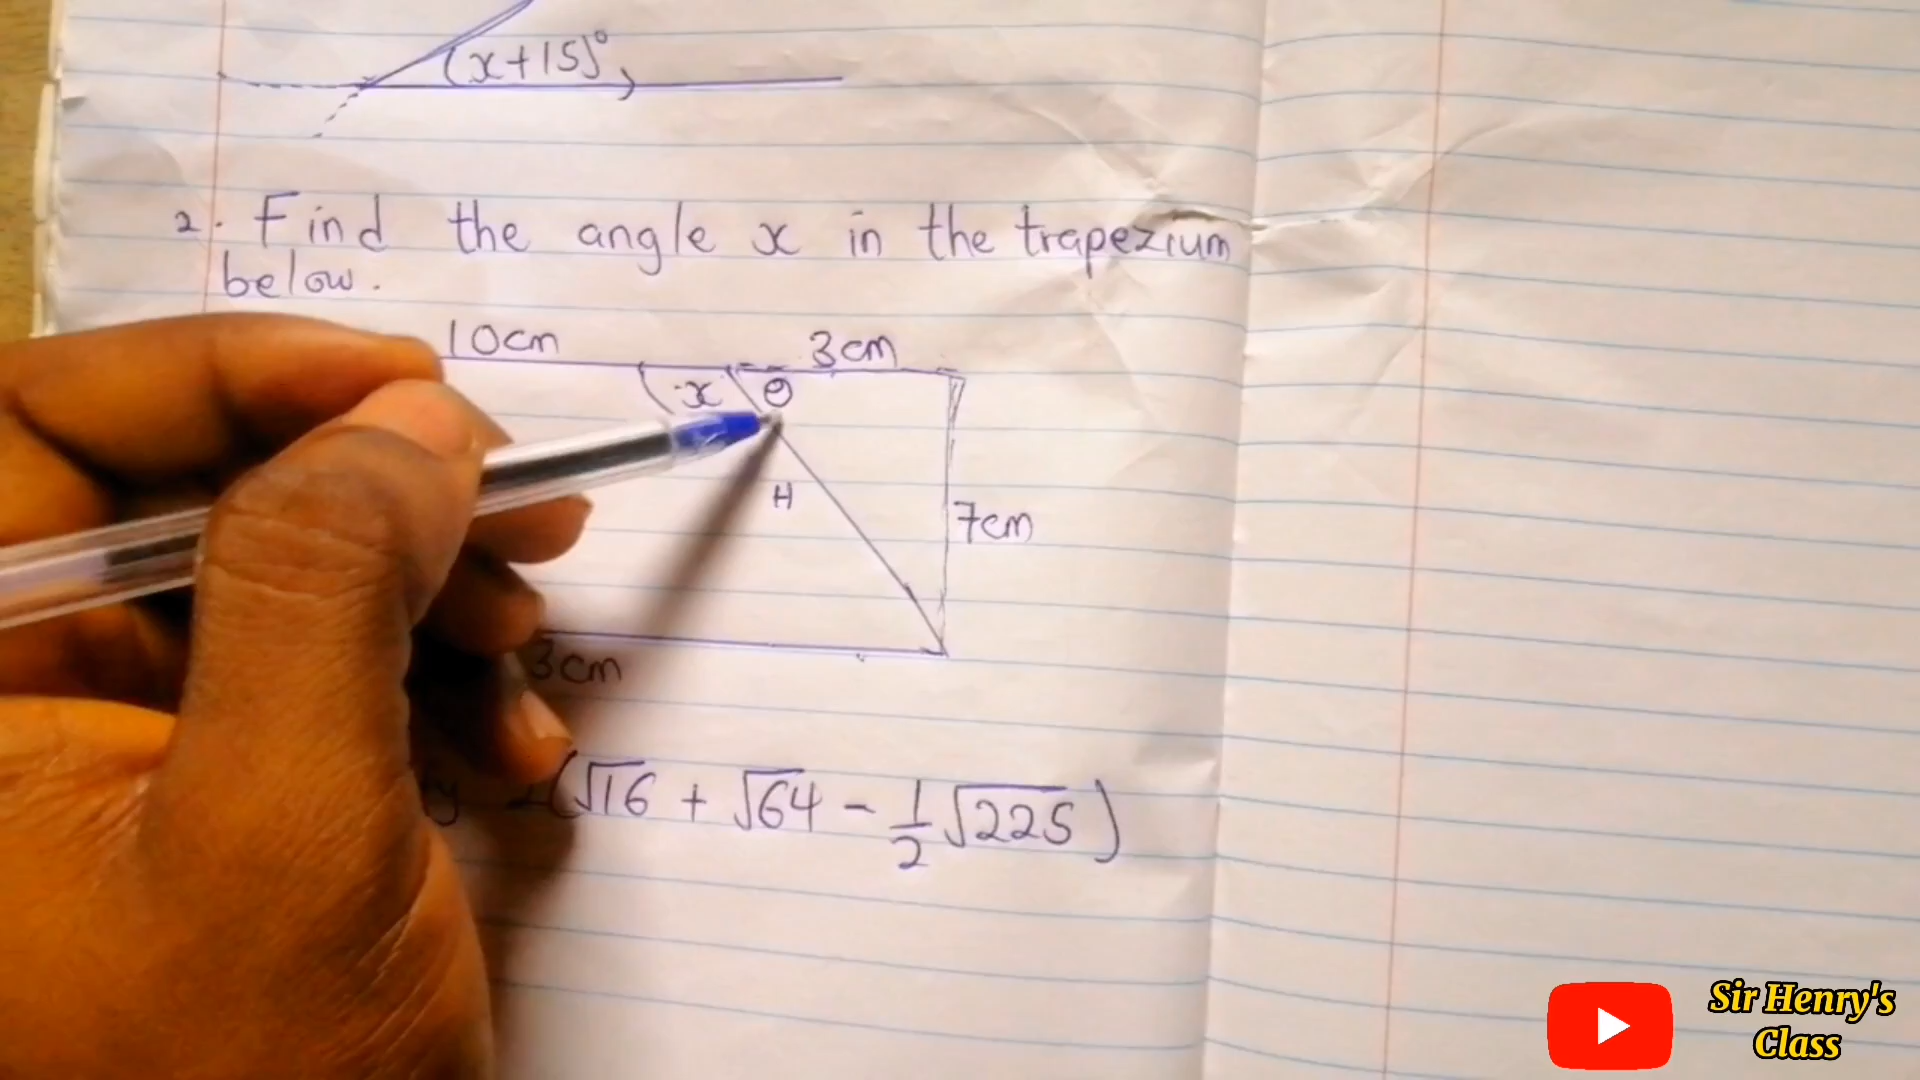 (x+15)°
2. Find the angle x in the trapezium
below.
10cm
3cm
x
θ
H
7cm
3cm
(√16 + √64 - 1/2 √225)
Sir Henry's
Class